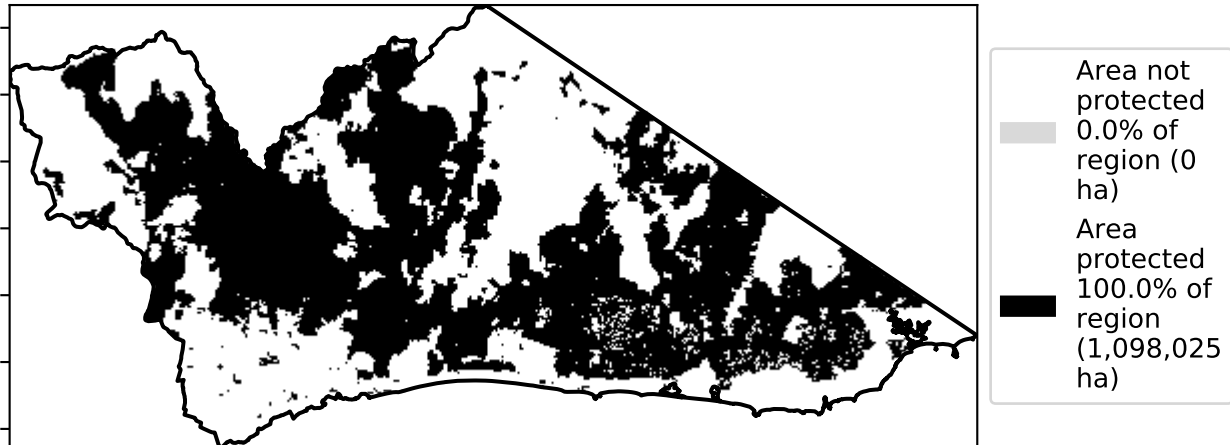 Area not
protected
0.0% of
region (0
ha)
Area
protected
100.0% of
region
(1,098,025
ha)